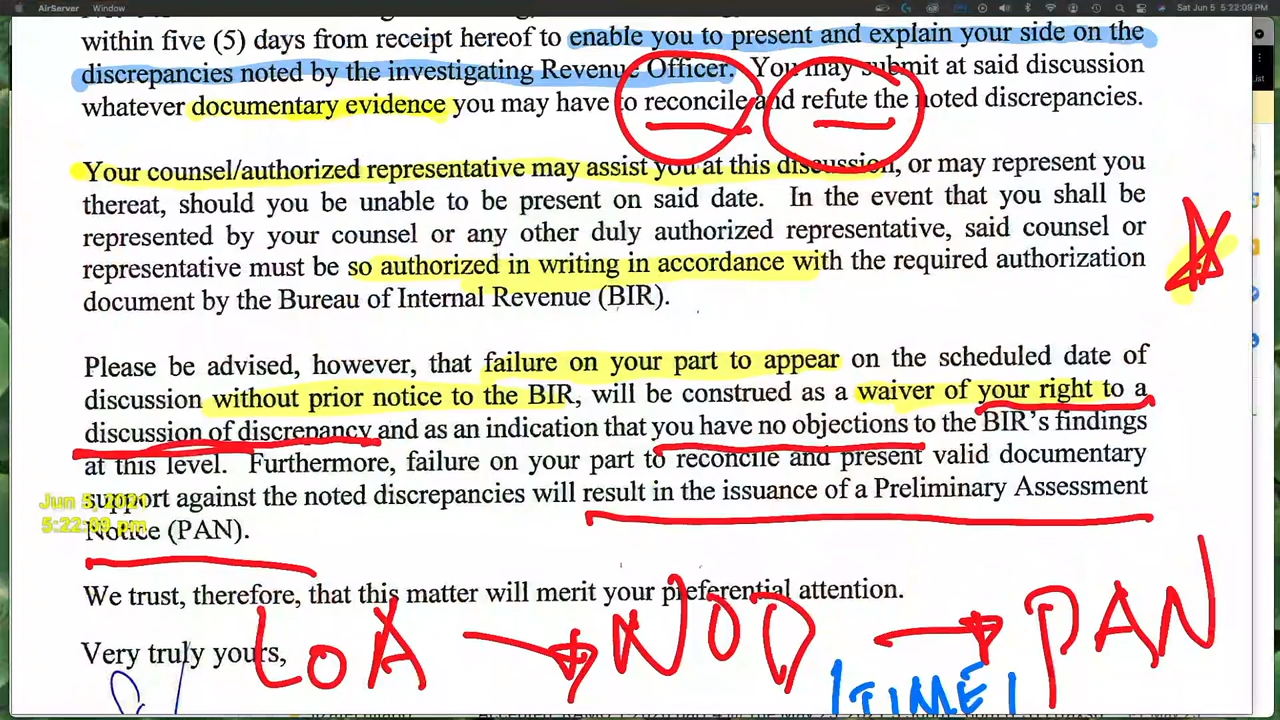 AirServer Window Sat Jun 5 5:22:09 PM
within five (5) days from receipt hereof to enable you to present and explain your side on the
discrepancies noted by the investigating Revenue Officer. You may submit at said discussion
whatever documentary evidence you may have to reconcile and refute the noted discrepancies.
Your counsel/authorized representative may assist you at this discussion, or may represent you
thereat, should you be unable to be present on said date. In the event that you shall be
represented by your counsel or any other duly authorized representative, said counsel or
representative must be so authorized in writing in accordance with the required authorization
document by the Bureau of Internal Revenue (BIR).
Please be advised, however, that failure on your part to appear on the scheduled date of
discussion without prior notice to the BIR, will be construed as a waiver of your right to a
discussion of discrepancy and as an indication that you have no objections to the BIR's findings
at this level. Furthermore, failure on your part to reconcile and present valid documentary
support against the noted discrepancies will result in the issuance of a Preliminary Assessment
Notice (PAN).
Jun 5, 2021
5:22:09 pm
We trust, therefore, that this matter will merit your preferential attention.
Very truly yours,
LOA → NOD → PAN
TIME